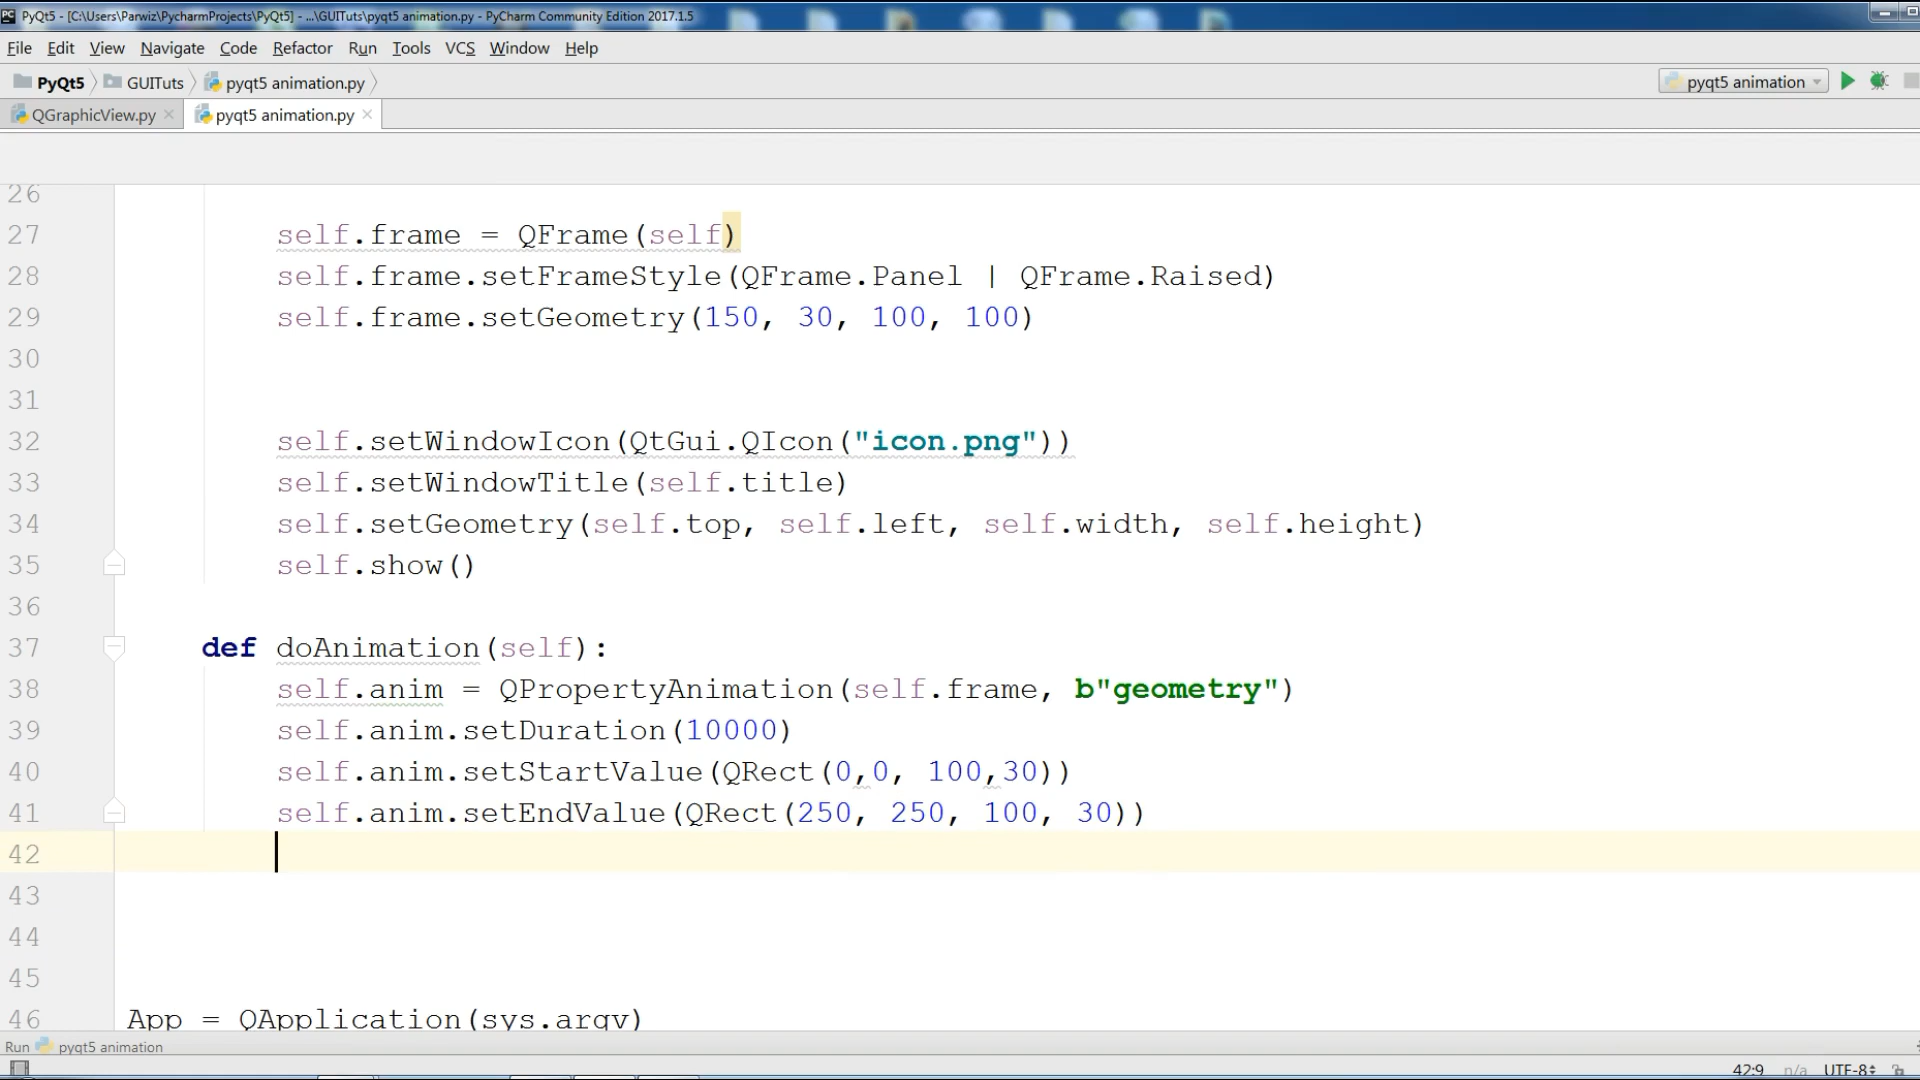 PyQt5 - [C:\Users\Parwiz\PycharmProjects\PyQt5] - ...\GUITuts\pyqt5 animation.py - PyCharm Community Edition 2017.1.5
File Edit View Navigate Code Refactor Run Tools VCS Window Help
PyQt5 GUITuts pyqt5 animation.py pyqt5 animation
QGraphicView.py pyqt5 animation.py
26
27 self.frame = QFrame(self)
28 self.frame.setFrameStyle(QFrame.Panel | QFrame.Raised)
29 self.frame.setGeometry(150, 30, 100, 100)
30
31
32 self.setWindowIcon(QtGui.QIcon("icon.png"))
33 self.setWindowTitle(self.title)
34 self.setGeometry(self.top, self.left, self.width, self.height)
35 self.show()
36
37 def doAnimation(self):
38 self.anim = QPropertyAnimation(self.frame, b"geometry")
39 self.anim.setDuration(10000)
40 self.anim.setStartValue(QRect(0,0, 100,30))
41 self.anim.setEndValue(QRect(250, 250, 100, 30))
42
43
44
45
46 App = QApplication(sys.argv)
Run pyqt5 animation
42:9 n/a UTF-8